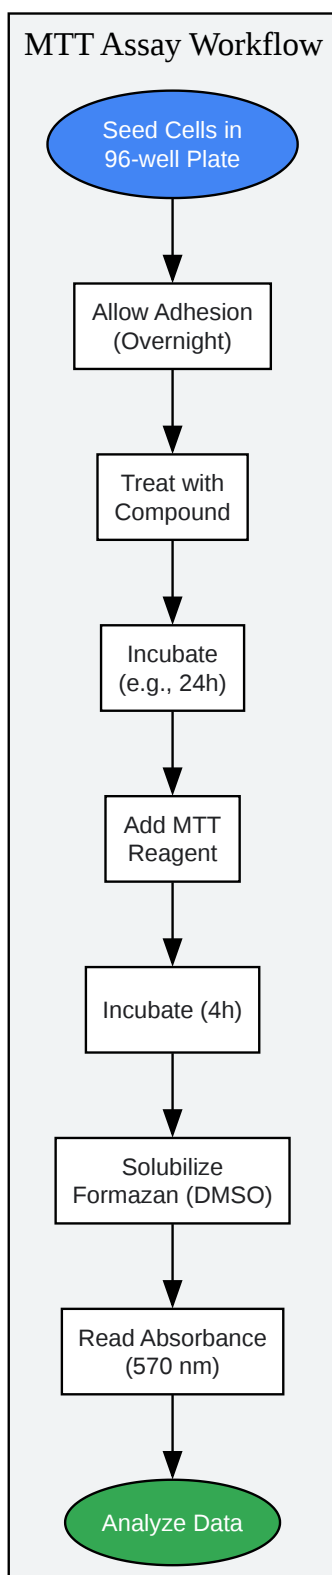 MTT Assay Workflow
Seed Cells in
96-well Plate
Allow Adhesion
(Overnight)
Treat with
Compound
Incubate
(e.g., 24h)
Add MTT
Reagent
Incubate (4h)
Solubilize
Formazan (DMSO)
Read Absorbance
(570 nm)
Analyze Data